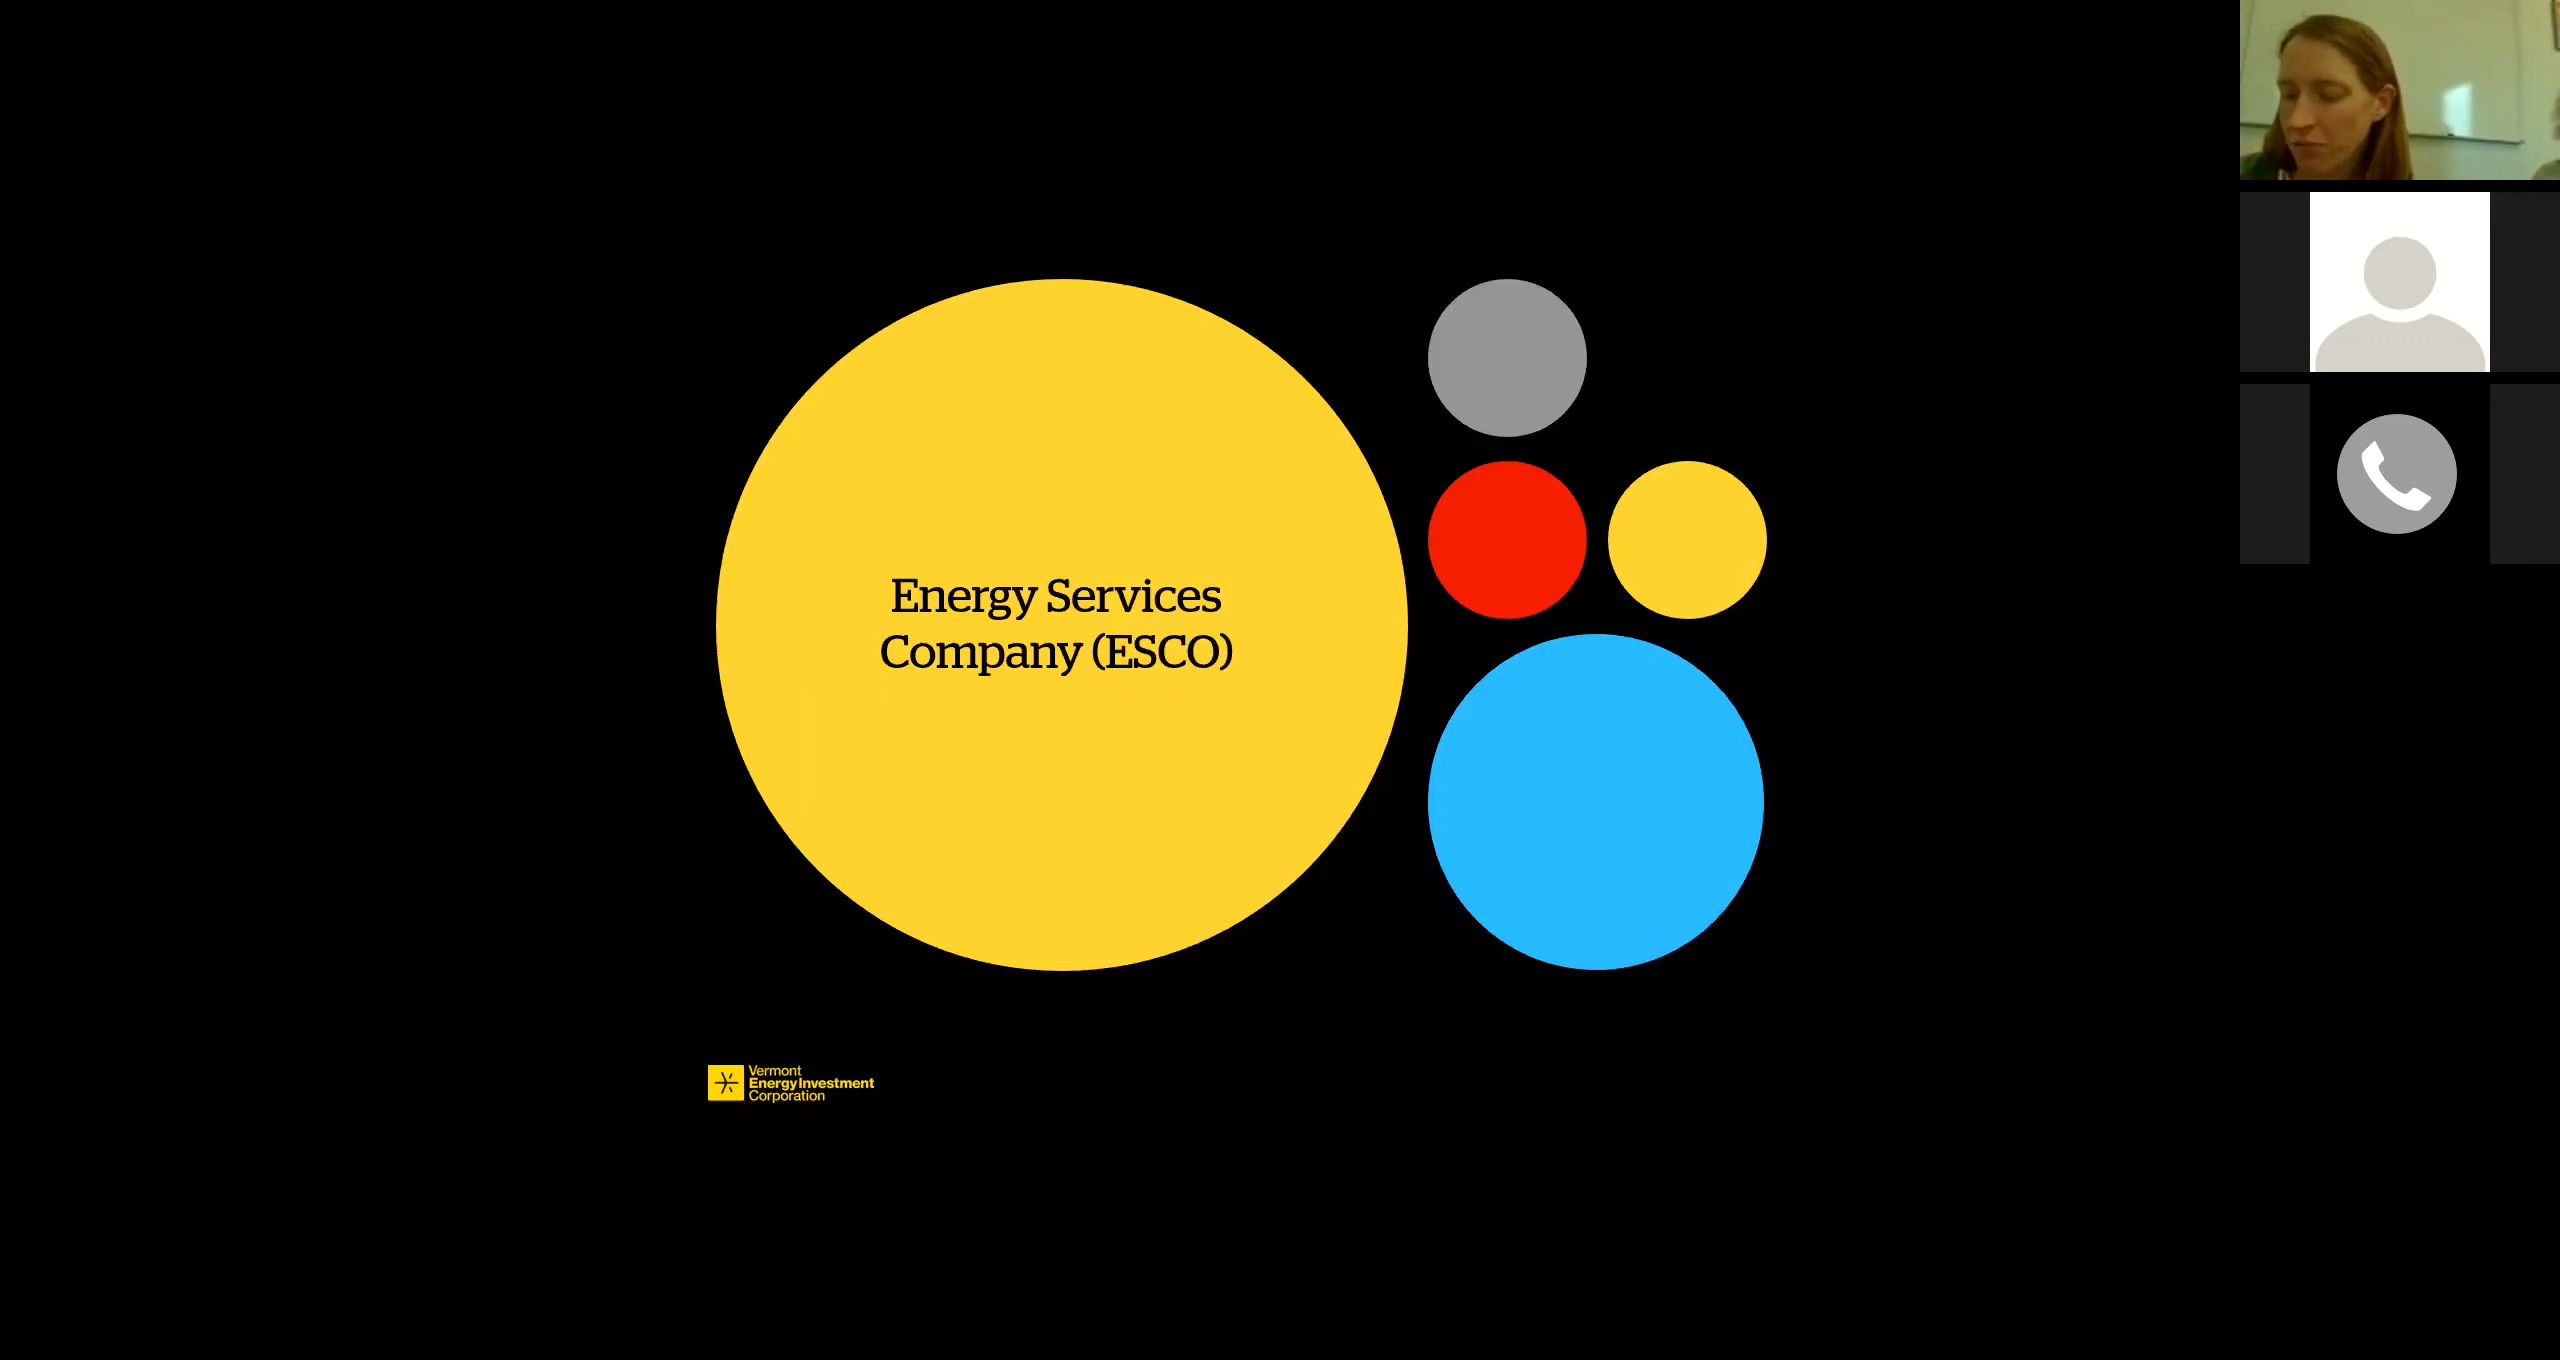 Energy Services
Company (ESCO)
Vermont
Energy Investment
Corporation